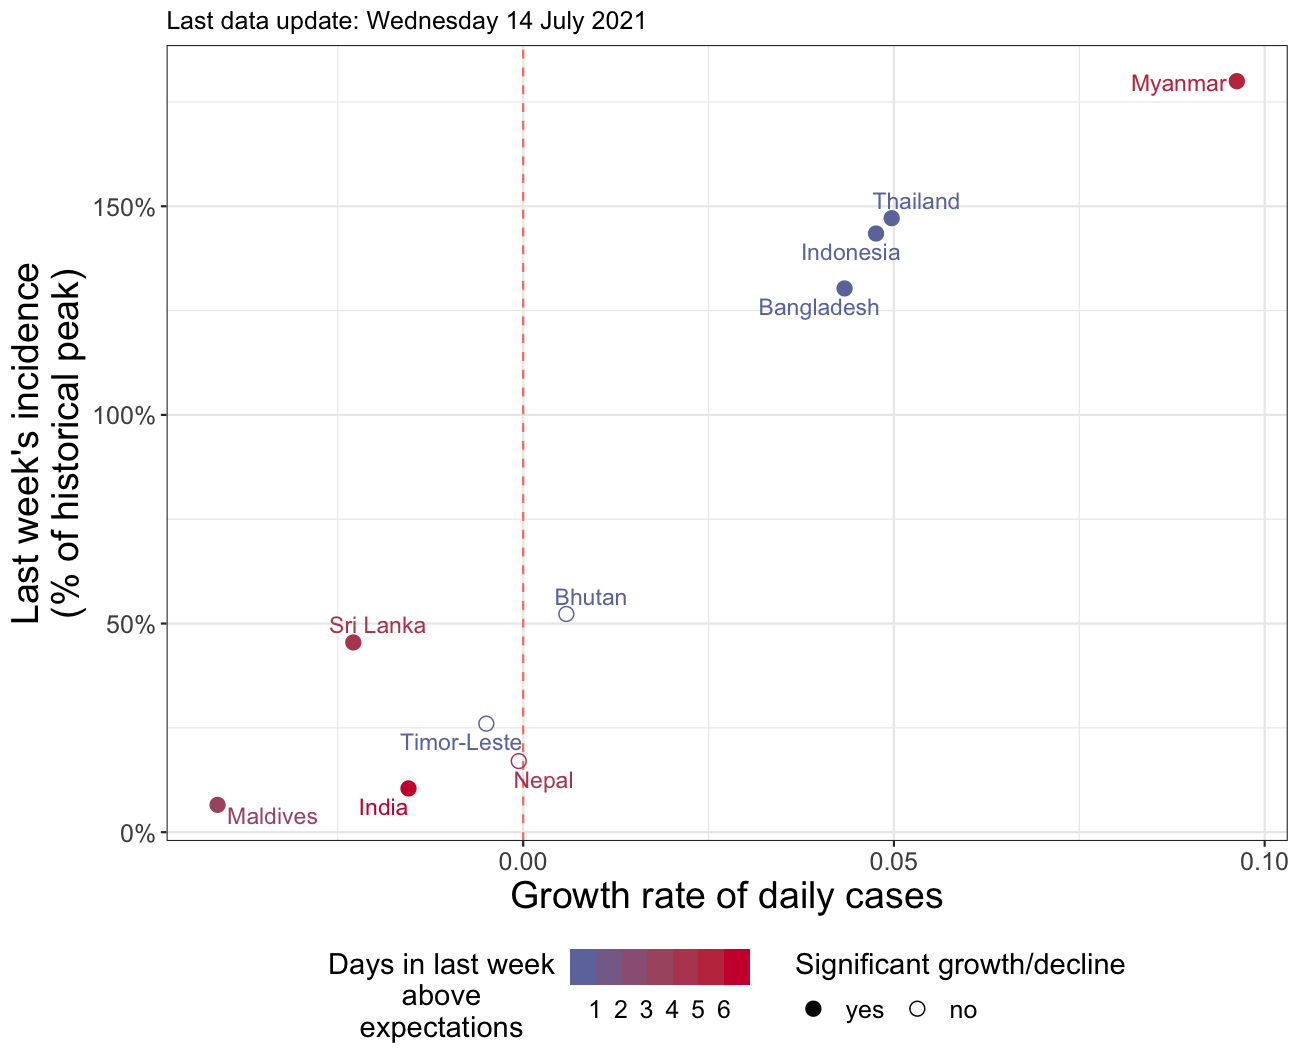 Last data update: Wednesday 14 July 2021
Last week's incidence
(% of historical peak)
150%
100%
50%
0%
Myanmar
Thailand
Indonesia
Bangladesh
Bhutan
Sri Lanka
Timor-Leste
Nepal
India
Maldives
0.00 0.05 0.10
Growth rate of daily cases
Days in last week
above
expectations
1 2 3 4 5 6
Significant growth/decline
yes no